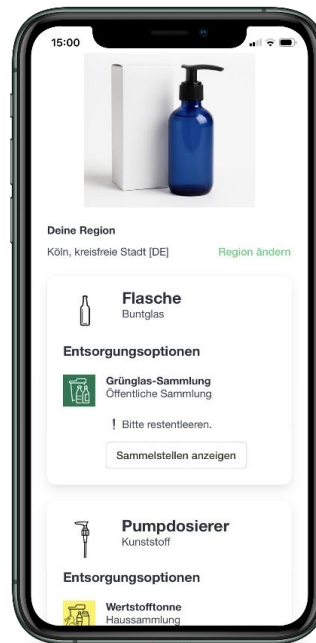 15:00
Deine Region
Köln, kreisfreie Stadt [DE]
Region ändern
Flasche
Buntglas
Entsorgungsoptionen
Grünglas-Sammlung
Öffentliche Sammlung
! Bitte restentleeren.
Sammelstellen anzeigen
Pumpdosierer
Kunststoff
Entsorgungsoptionen
Wertstofftonne
Haussammlung